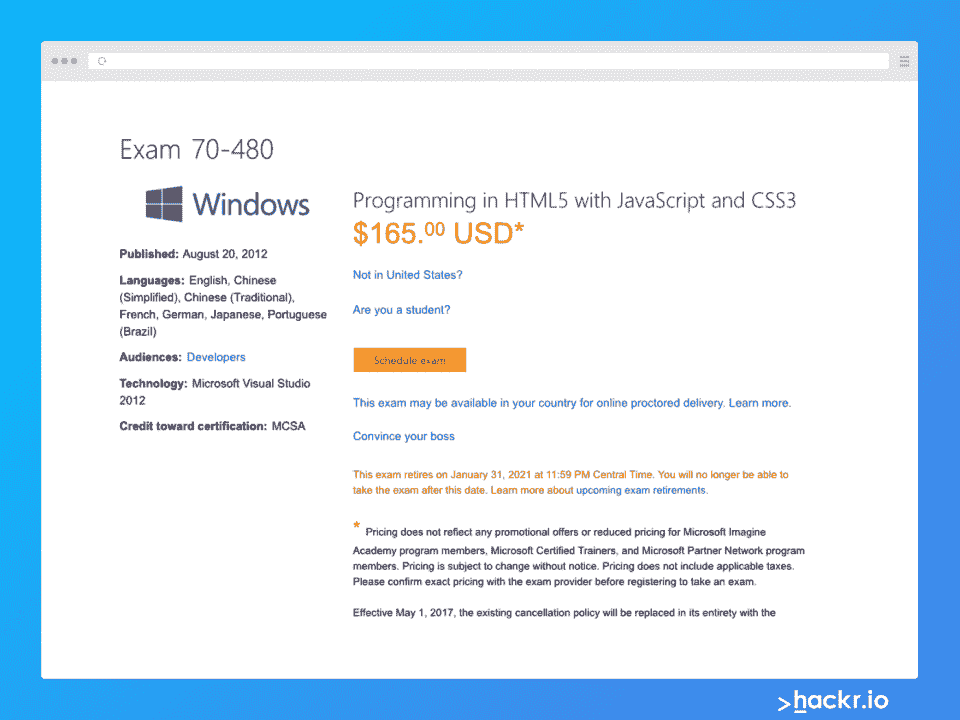 Exam 70-480
Windows
Published: August 20, 2012
Languages: English, Chinese
(Simplified), Chinese (Traditional),
French, German, Japanese, Portuguese
(Brazil)
Audiences: Developers
Technology: Microsoft Visual Studio
2012
Credit toward certification: MCSA
Programming in HTML5 with JavaScript and CSS3
$165.00 USD*
Not in United States?
Are you a student?
Schedule exam
This exam may be available in your country for online proctored delivery. Learn more.
Convince your boss
This exam retires on January 31, 2021 at 11:59 PM Central Time. You will no longer be able to
take the exam after this date. Learn more about upcoming exam retirements.
* Pricing does not reflect any promotional offers or reduced pricing for Microsoft Imagine
Academy program members, Microsoft Certified Trainers, and Microsoft Partner Network program
members. Pricing is subject to change without notice. Pricing does not include applicable taxes.
Please confirm exact pricing with the exam provider before registering to take an exam.
Effective May 1, 2017, the existing cancellation policy will be replaced in its entirety with the
>hackr.io